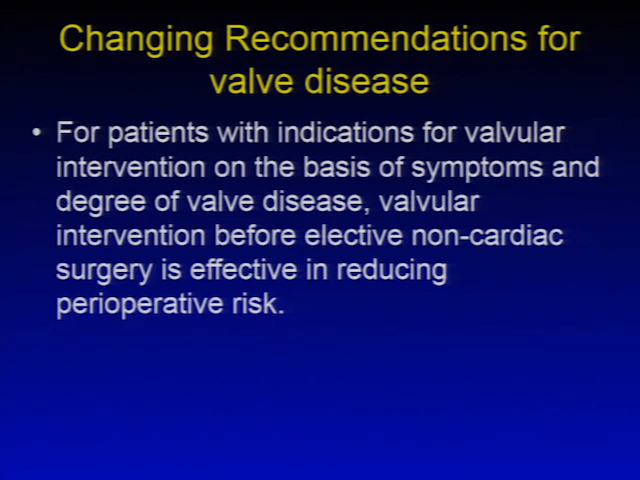 Changing Recommendations for
valve disease
• For patients with indications for valvular
intervention on the basis of symptoms and
degree of valve disease, valvular
intervention before elective non-cardiac
surgery is effective in reducing
perioperative risk.